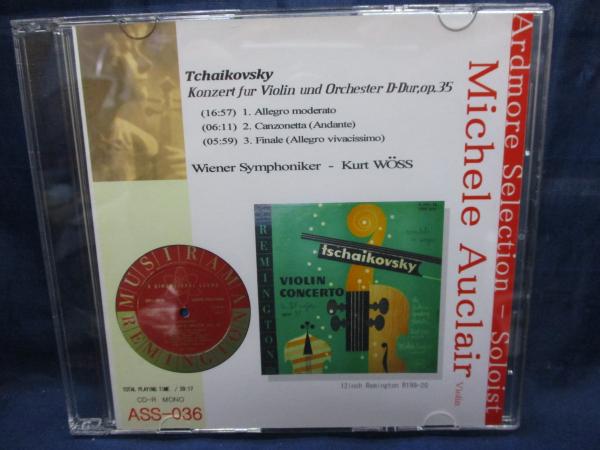 Tchaikovsky
Konzert fur Violin und Orchester D-Dur,op.35
(16:57) 1. Allegro moderato
(06:11) 2. Canzonetta (Andante)
(05:59) 3. Finale (Allegro vivacissimo)
Wiener Symphoniker - Kurt WÖSS
Ardmore Selection - Soloist
Michele Auclair Violin
MUSIRAMA
REMINGTON
REMINGTON
tschaikovsky
VIOLIN
CONCERTO
12inch Remington R199-20
TOTAL PLAYING TIME / 29:17
CD-R MONO
ASS-036